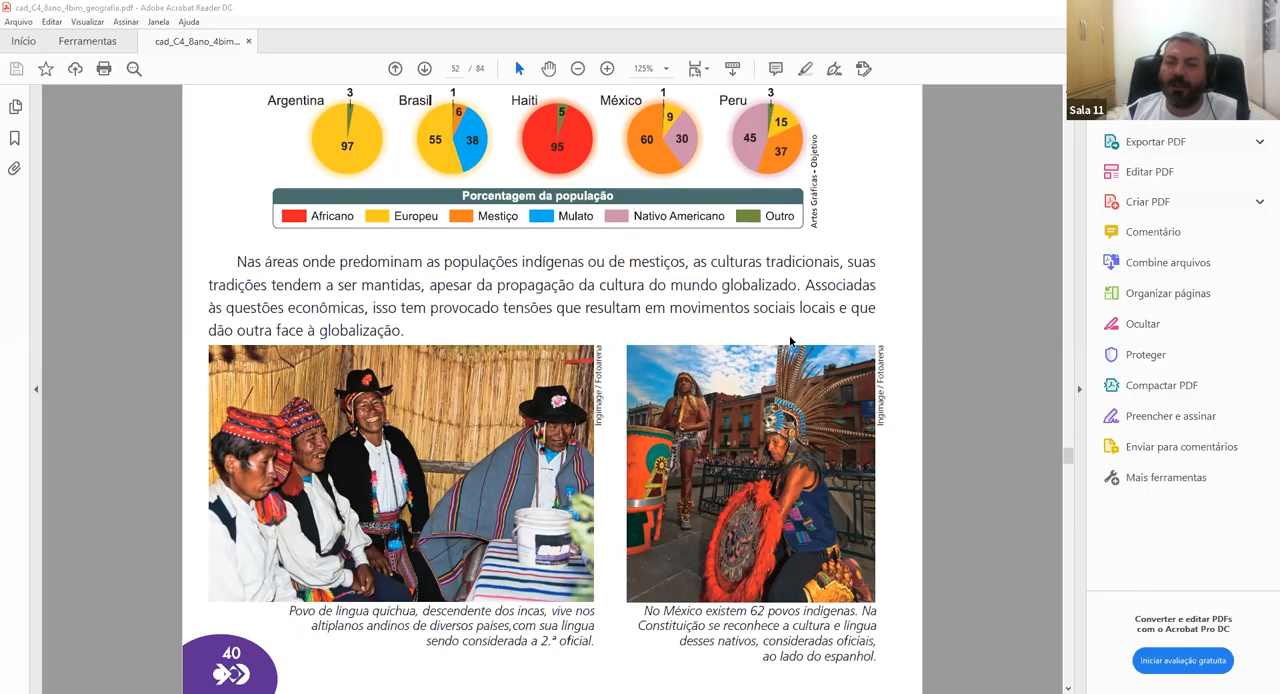 cad_C4_8ano_4bim_geografia.pdf - Adobe Acrobat Reader DC
Arquivo Editar Visualizar Assinar Janela Ajuda
Início Ferramentas cad_C4_8ano_4bim... ×
52 / 84 125%
Sala 11
Argentina 3 97
Brasil 1 6 55 38
Haiti 5 95
México 1 9 60 30
Peru 3 15 45 37
Artes Gráficas - Objetivo
Porcentagem da população
Africano Europeu Mestiço Mulato Nativo Americano Outro
Nas áreas onde predominam as populações indígenas ou de mestiços, as culturas tradicionais, suas
tradições tendem a ser mantidas, apesar da propagação da cultura do mundo globalizado. Associadas
às questões econômicas, isso tem provocado tensões que resultam em movimentos sociais locais e que
dão outra face à globalização.
Ingimage / Fotoarena
Ingimage / Fotoarena
Povo de língua quíchua, descendente dos incas, vive nos
altiplanos andinos de diversos países,com sua língua
sendo considerada a 2.ª oficial.
No México existem 62 povos indígenas. Na
Constituição se reconhece a cultura e língua
desses nativos, consideradas oficiais,
ao lado do espanhol.
40
Exportar PDF
Editar PDF
Criar PDF
Comentário
Combine arquivos
Organizar páginas
Ocultar
Proteger
Compactar PDF
Preencher e assinar
Enviar para comentários
Mais ferramentas
Converter e editar PDFs
com o Acrobat Pro DC
Iniciar avaliação gratuita